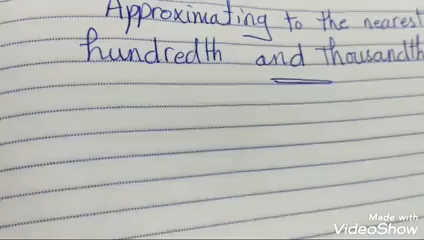 Approximating to the nearest
hundredth and thousandth
Made with
VideoShow